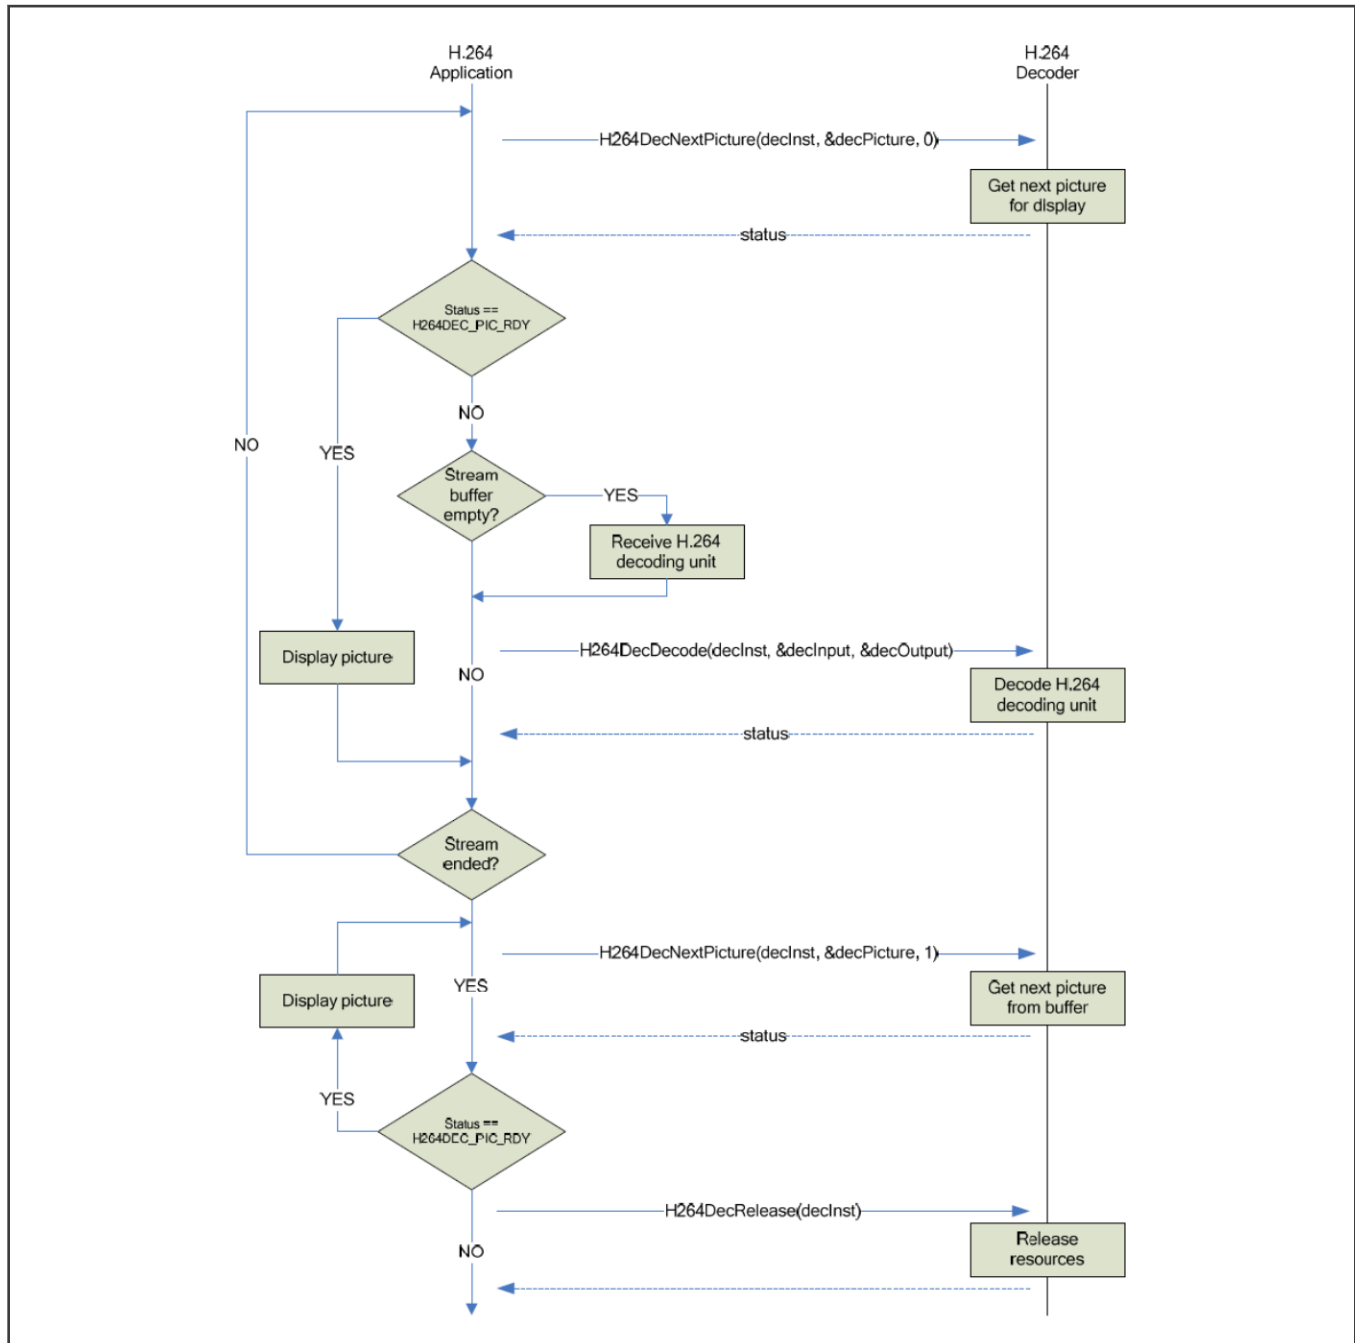 H.264
Application
H.264
Decoder
H264DecNextPicture(decInst, &decPicture, 0)
Get next picture
for display
status
Status ==
H264DEC_PIC_RDY
NO
NO
YES
Stream
buffer
empty?
YES
Receive H.264
decoding unit
Display picture
H264DecDecode(decInst, &decInput, &decOutput)
NO
Decode H.264
decoding unit
status
Stream
ended?
H264DecNextPicture(decInst, &decPicture, 1)
YES
Display picture
Get next picture
from buffer
status
YES
Status ==
H264DEC_PIC_RDY
H264DecRelease(decInst)
NO
Release
resources